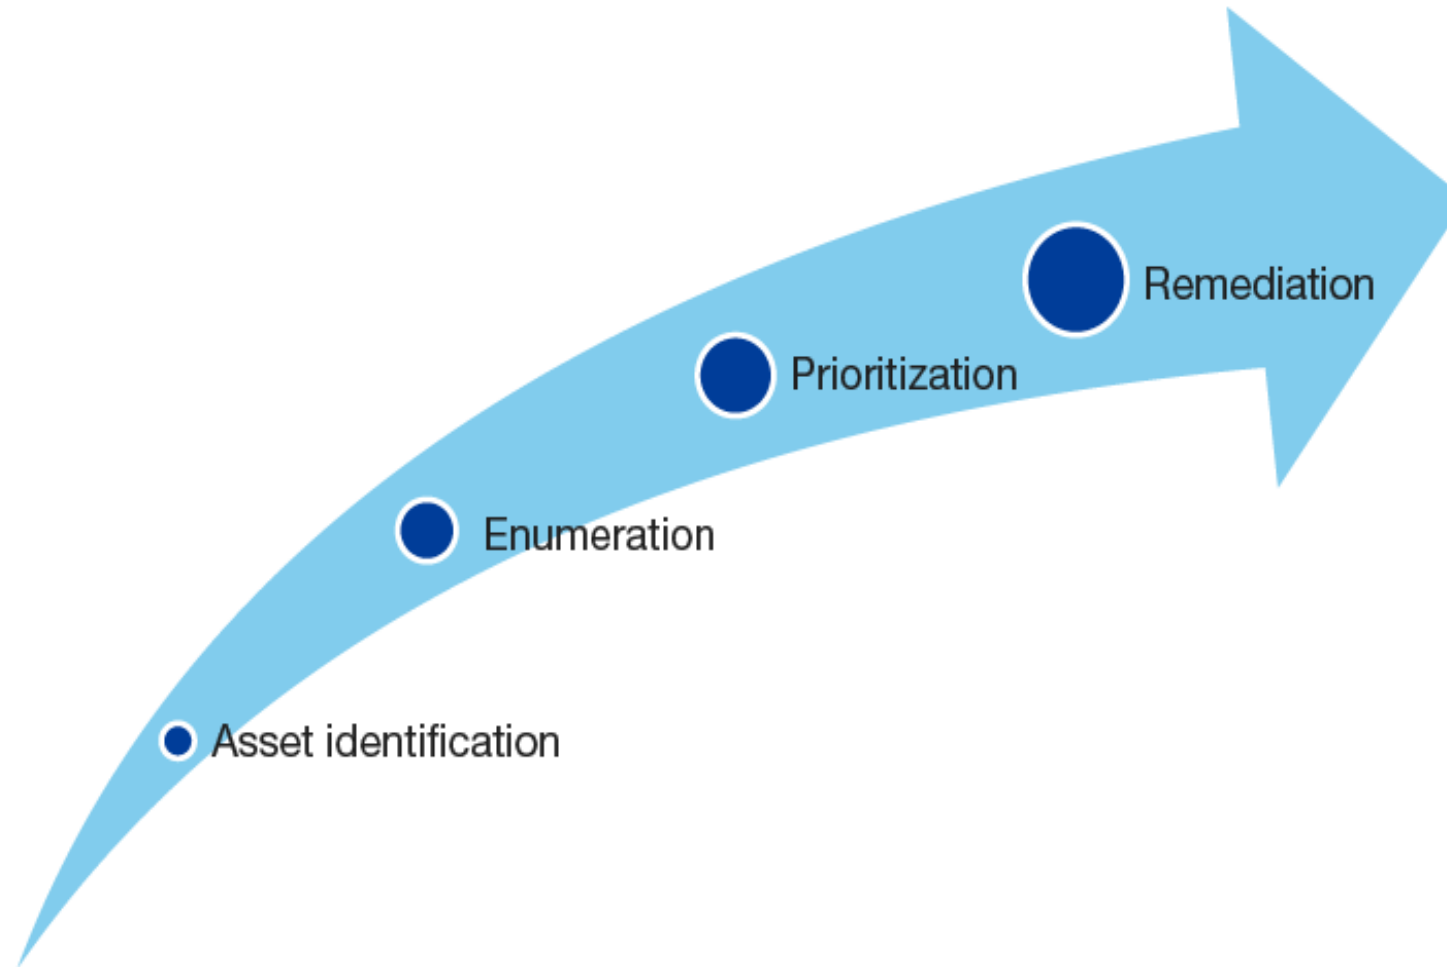 Remediation
Prioritization
Enumeration
Asset identification